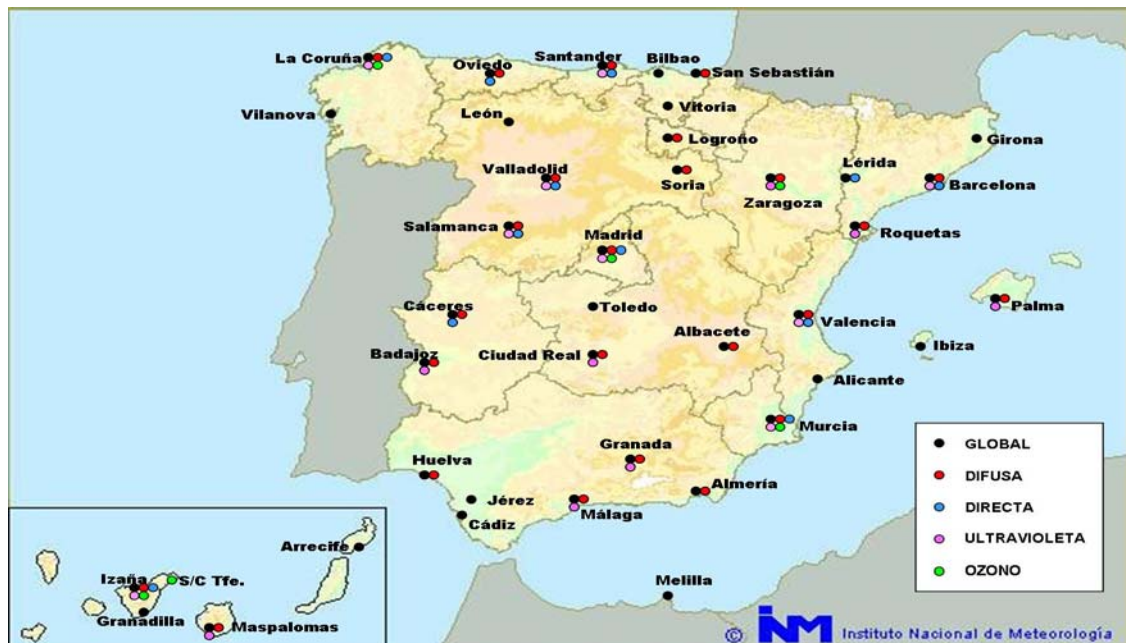 La Coruña
Oviedo
Santander
Bilbao
San Sebastián
Vilanova
León
Vitoria
Logroño
Girona
Valladolid
Soria
Zaragoza
Lérida
Barcelona
Salamanca
Madrid
Roquetas
Cáceres
Toledo
Palma
Albacete
Valencia
Badajoz
Ciudad Real
Ibiza
Alicante
Murcia
Granada
Huelva
Almería
Jérez
Málaga
Cádiz
Arrecife
Izaña
S/C Tfe.
Granadilla
Maspalomas
Melilla
GLOBAL
DIFUSA
DIRECTA
ULTRAVIOLETA
OZONO
© INM Instituto Nacional de Meteorología